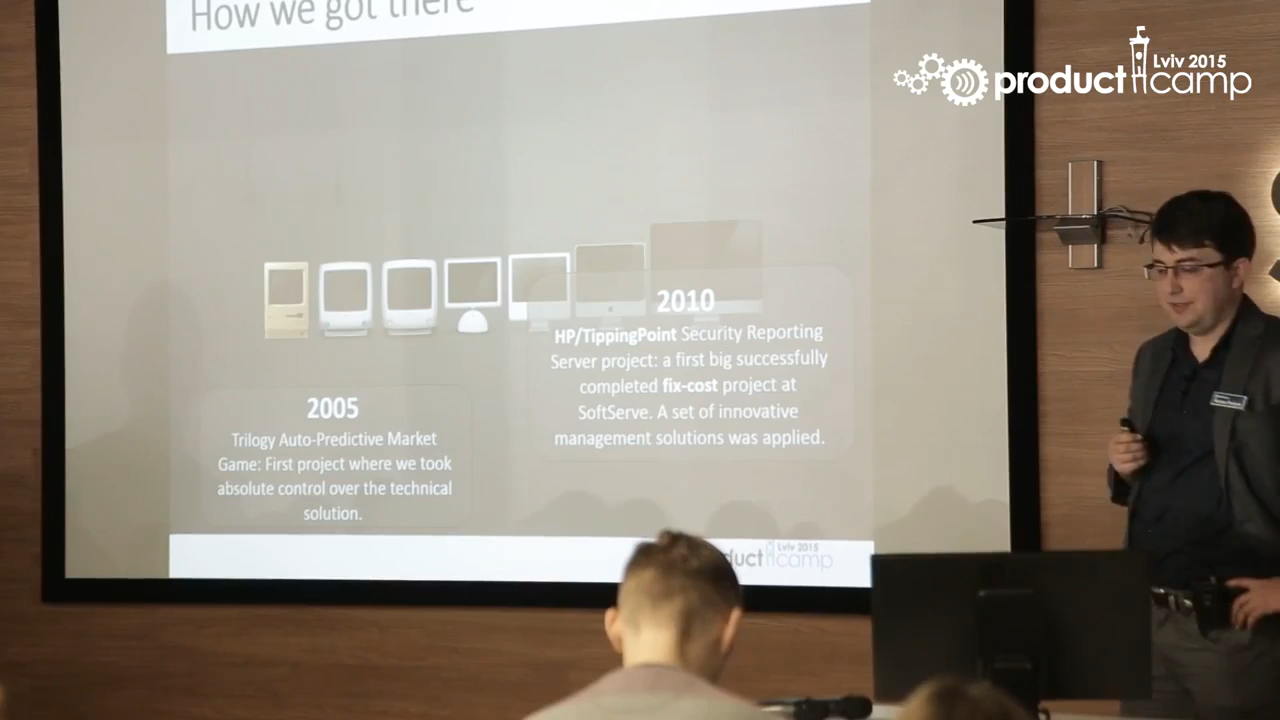 How we got there
Lviv 2015
productcamp
2010
HP/TippingPoint Security Reporting
Server project: a first big successfully
completed fix-cost project at
SoftServe. A set of innovative
management solutions was applied.
2005
Trilogy Auto-Predictive Market
Game: First project where we took
absolute control over the technical
solution.
Lviv 2015
duct camp